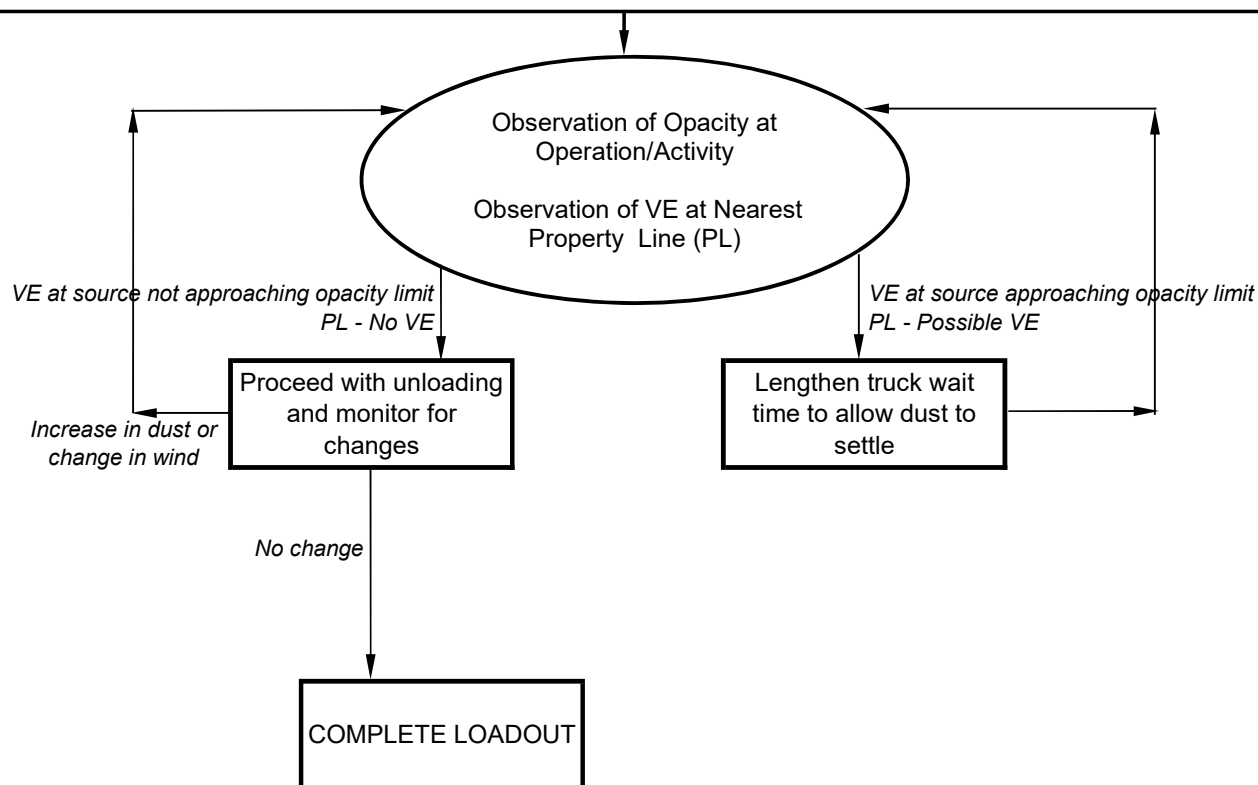 Observation of Opacity at
Operation/Activity
Observation of VE at Nearest
Property Line (PL)
VE at source not approaching opacity limit
PL - No VE
VE at source approaching opacity limit
PL - Possible VE
Proceed with unloading
and monitor for
changes
Lengthen truck wait
time to allow dust to
settle
Increase in dust or
change in wind
No change
COMPLETE LOADOUT